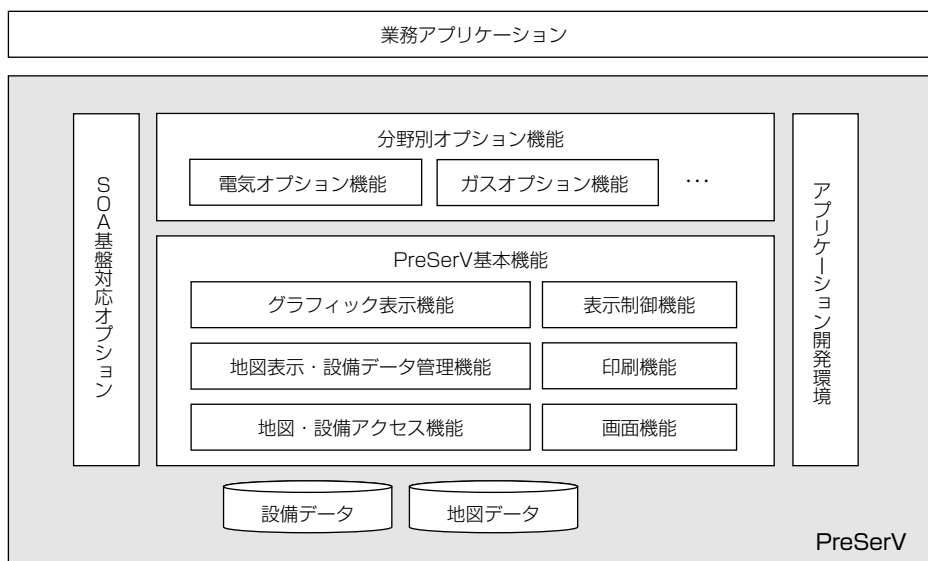 業務アプリケーション
SOA基盤対応オプション
分野別オプション機能
電気オプション機能
ガスオプション機能
…
PreSerV基本機能
グラフィック表示機能
表示制御機能
地図表示・設備データ管理機能
印刷機能
地図・設備アクセス機能
画面機能
アプリケーション開発環境
設備データ
地図データ
PreSerV